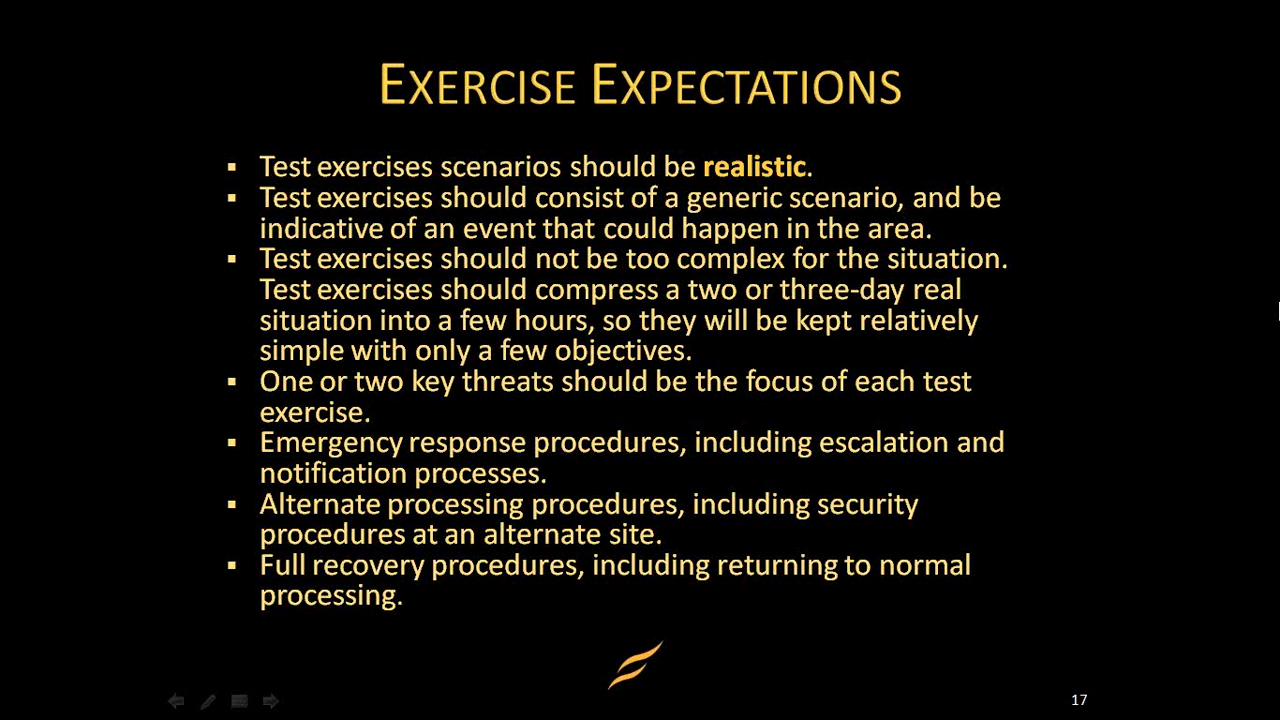 EXERCISE EXPECTATIONS
▪ Test exercises scenarios should be realistic.
▪ Test exercises should consist of a generic scenario, and be
indicative of an event that could happen in the area.
▪ Test exercises should not be too complex for the situation.
Test exercises should compress a two or three-day real
situation into a few hours, so they will be kept relatively
simple with only a few objectives.
▪ One or two key threats should be the focus of each test
exercise.
▪ Emergency response procedures, including escalation and
notification processes.
▪ Alternate processing procedures, including security
procedures at an alternate site.
▪ Full recovery procedures, including returning to normal
processing.
17